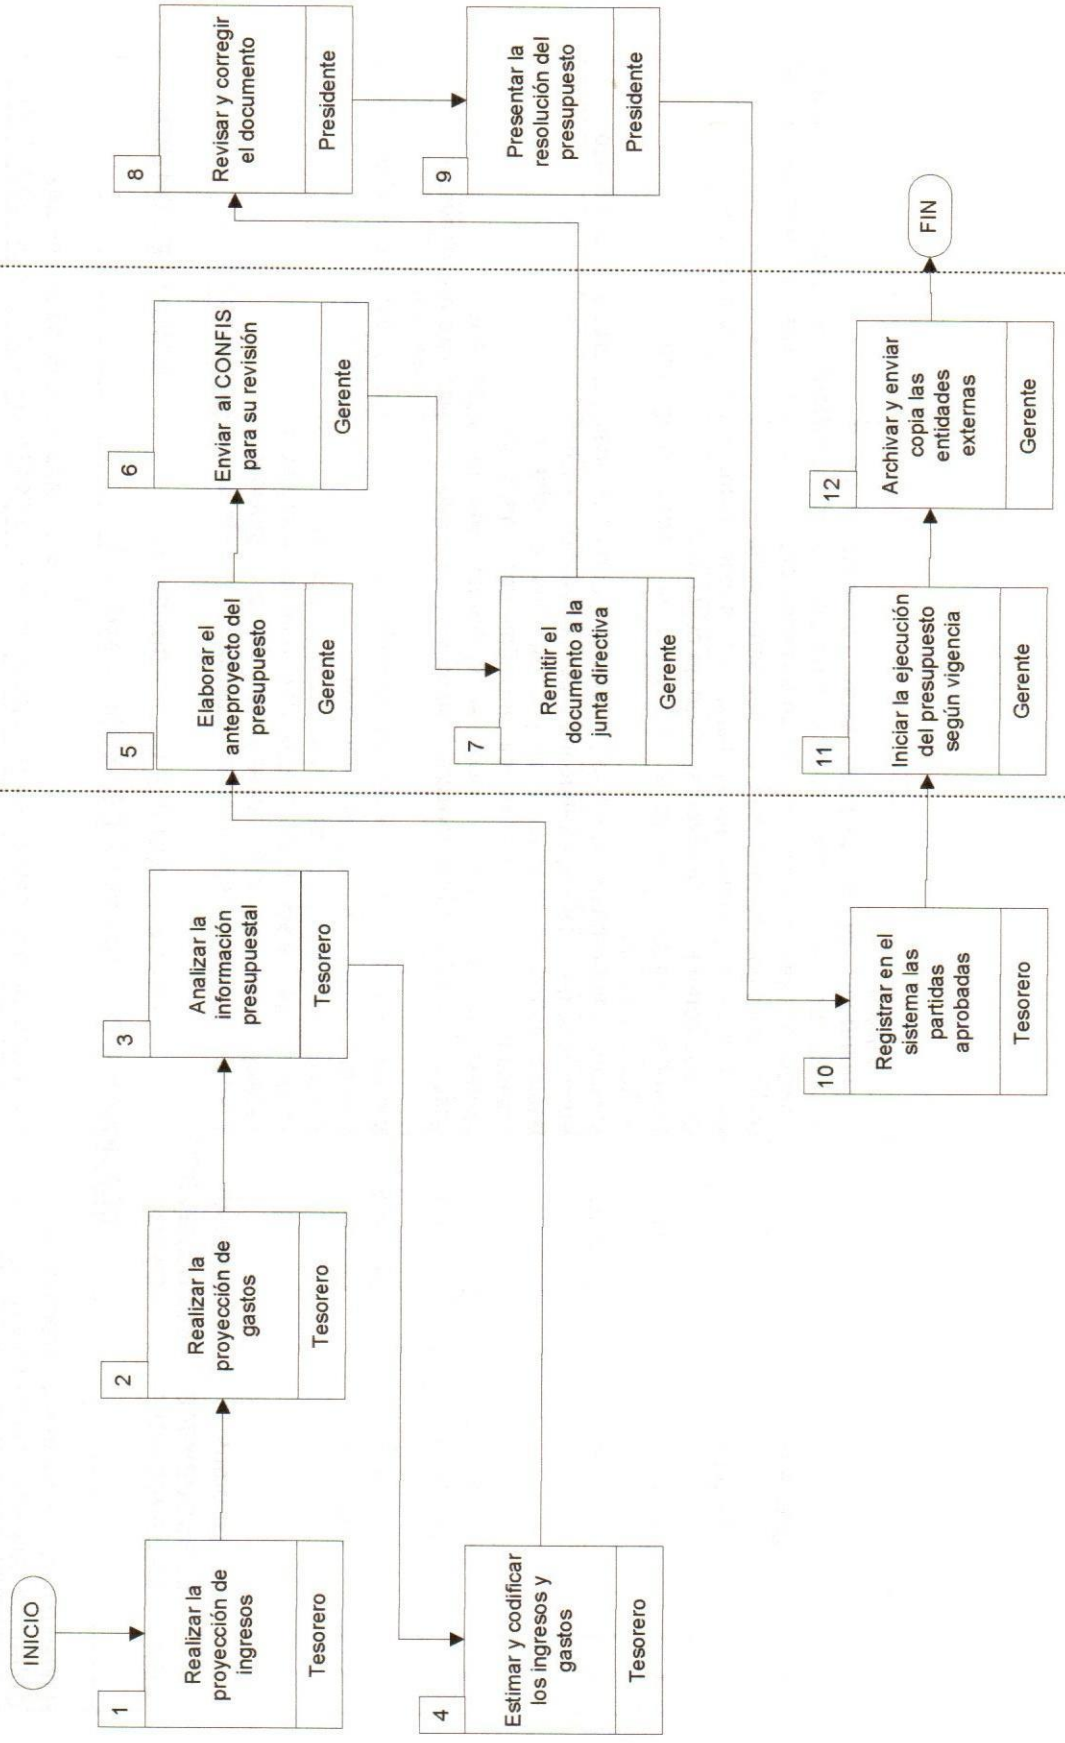 INICIO
1
Realizar la
proyección de
ingresos
Tesorero
2
Realizar la
proyección de
gastos
Tesorero
3
Analizar la
información
presupuestal
Tesorero
4
Estimar y codificar
los ingresos y
gastos
Tesorero
5
Elaborar el
anteproyecto del
presupuesto
Gerente
6
Enviar al CONFIS
para su revisión
Gerente
7
Remitir el
documento a la
junta directiva
Gerente
8
Revisar y corregir
el documento
Presidente
9
Presentar la
resolución del
presupuesto
Presidente
10
Registrar en el
sistema las
partidas
aprobadas
Tesorero
11
Iniciar la ejecución
del presupuesto
según vigencia
Gerente
12
Archivar y enviar
copia las
entidades
externas
Gerente
FIN